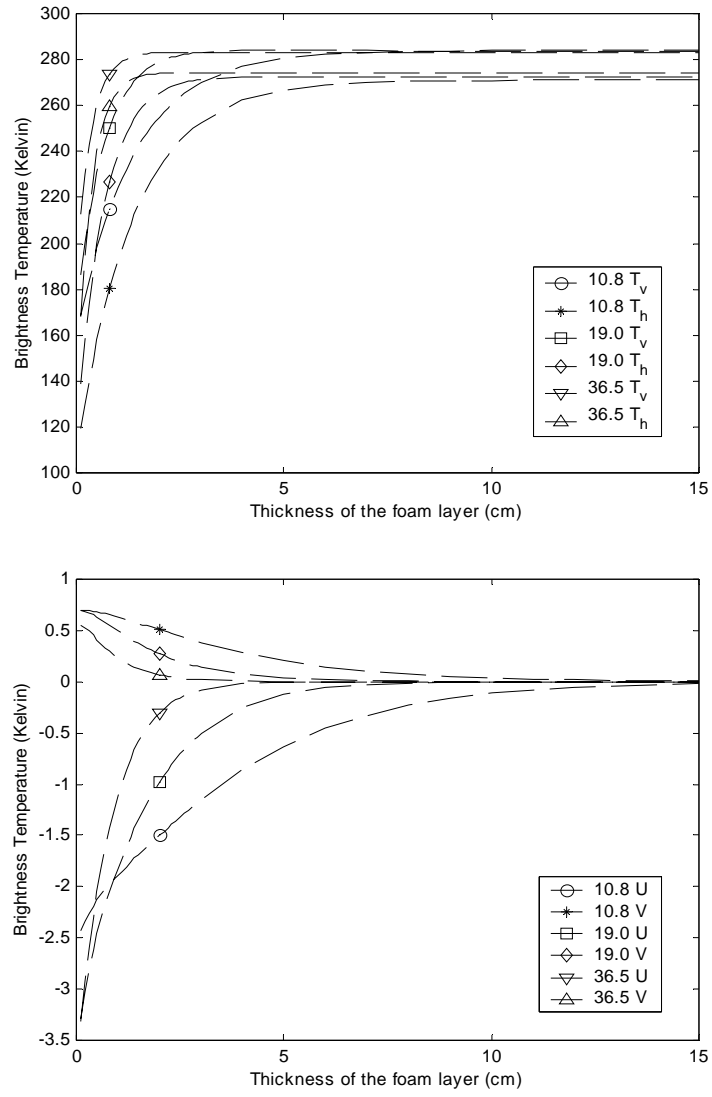 300
280
260
240
220
200
180
160
140
120
100
Brightness Temperature (Kelvin)
10.8 T_v
10.8 T_h
19.0 T_v
19.0 T_h
36.5 T_v
36.5 T_h
0 5 10 15
Thickness of the foam layer (cm)
1
0.5
0
-0.5
-1
-1.5
-2
-2.5
-3
-3.5
Brightness Temperature (Kelvin)
10.8 U
10.8 V
19.0 U
19.0 V
36.5 U
36.5 V
0 5 10 15
Thickness of the foam layer (cm)